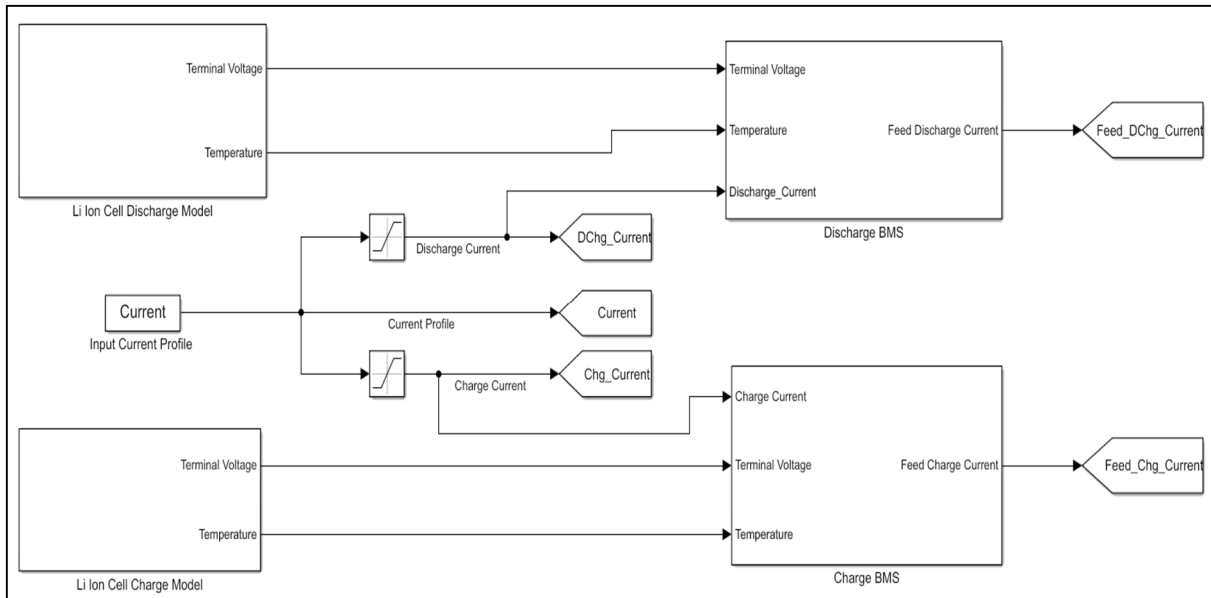 Terminal Voltage
Temperature
Li Ion Cell Discharge Model
Terminal Voltage
Temperature
Discharge_Current
Feed Discharge Current
Discharge BMS
Feed_DChg_Current
Discharge Current
DChg_Current
Current
Input Current Profile
Current Profile
Current
Charge Current
Chg_Current
Terminal Voltage
Temperature
Li Ion Cell Charge Model
Charge Current
Terminal Voltage
Temperature
Feed Charge Current
Charge BMS
Feed_Chg_Current